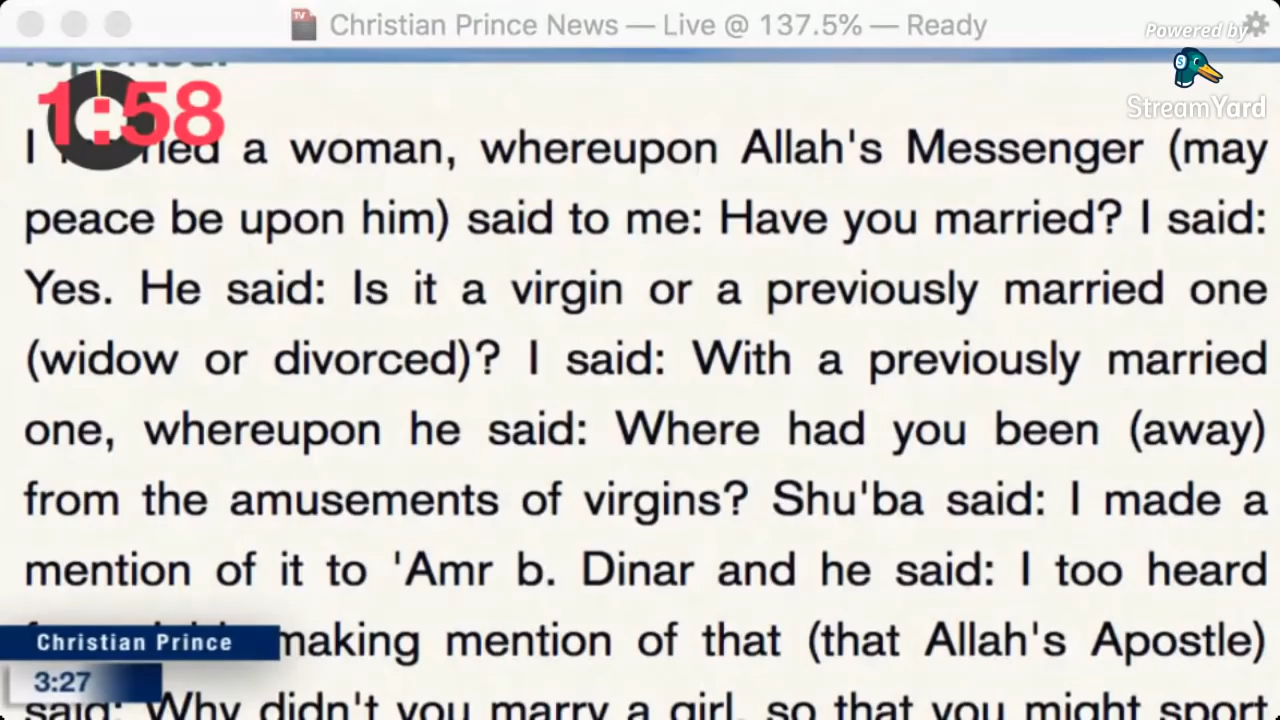 Christian Prince News — Live @ 137.5% — Ready
Powered by
StreamYard
reported:
1:58
I married a woman, whereupon Allah's Messenger (may
peace be upon him) said to me: Have you married? I said:
Yes. He said: Is it a virgin or a previously married one
(widow or divorced)? I said: With a previously married
one, whereupon he said: Where had you been (away)
from the amusements of virgins? Shu'ba said: I made a
mention of it to 'Amr b. Dinar and he said: I too heard
making mention of that (that Allah's Apostle)
Christian Prince
3:27
said: Why didn't you marry a girl, so that you might sport